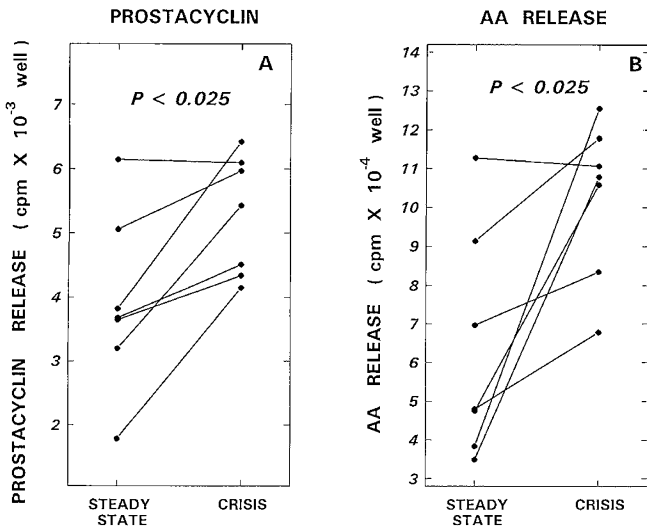 PROSTACYCLIN
A
P < 0.025
PROSTACYCLIN RELEASE ( cpm X 10⁻³ well)
7
6
5
4
3
2
STEADY STATE
CRISIS
AA RELEASE
B
P < 0.025
AA RELEASE ( cpm X 10⁻⁴ well)
14
13
12
11
10
9
8
7
6
5
4
3
STEADY STATE
CRISIS